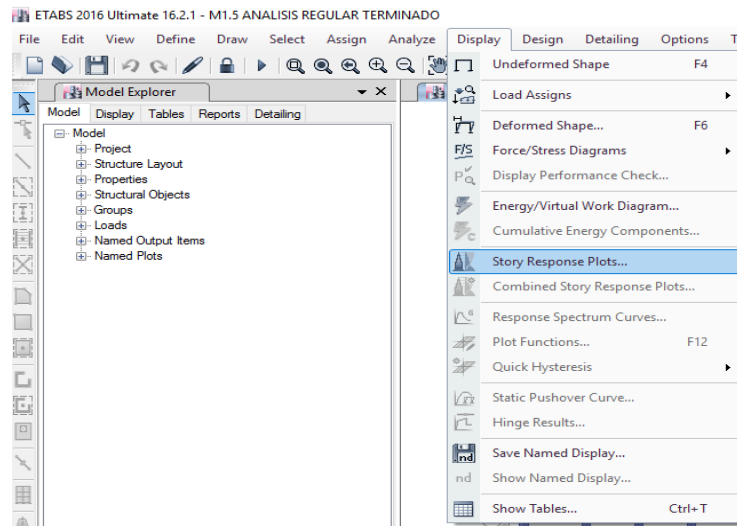 ETABS 2016 Ultimate 16.2.1 - M1.5 ANALISIS REGULAR TERMINADO
File Edit View Define Draw Select Assign Analyze Display Design Detailing Options T
Model Explorer
Model Display Tables Reports Detailing
Model
Project
Structure Layout
Properties
Structural Objects
Groups
Loads
Named Output Items
Named Plots
Undeformed Shape F4
Load Assigns
Deformed Shape... F6
F/S Force/Stress Diagrams
Display Performance Check...
Energy/Virtual Work Diagram...
Cumulative Energy Components...
Story Response Plots...
Combined Story Response Plots...
Response Spectrum Curves...
Plot Functions... F12
Quick Hysteresis
Static Pushover Curve...
Hinge Results...
nd Save Named Display...
nd Show Named Display...
Show Tables... Ctrl+T